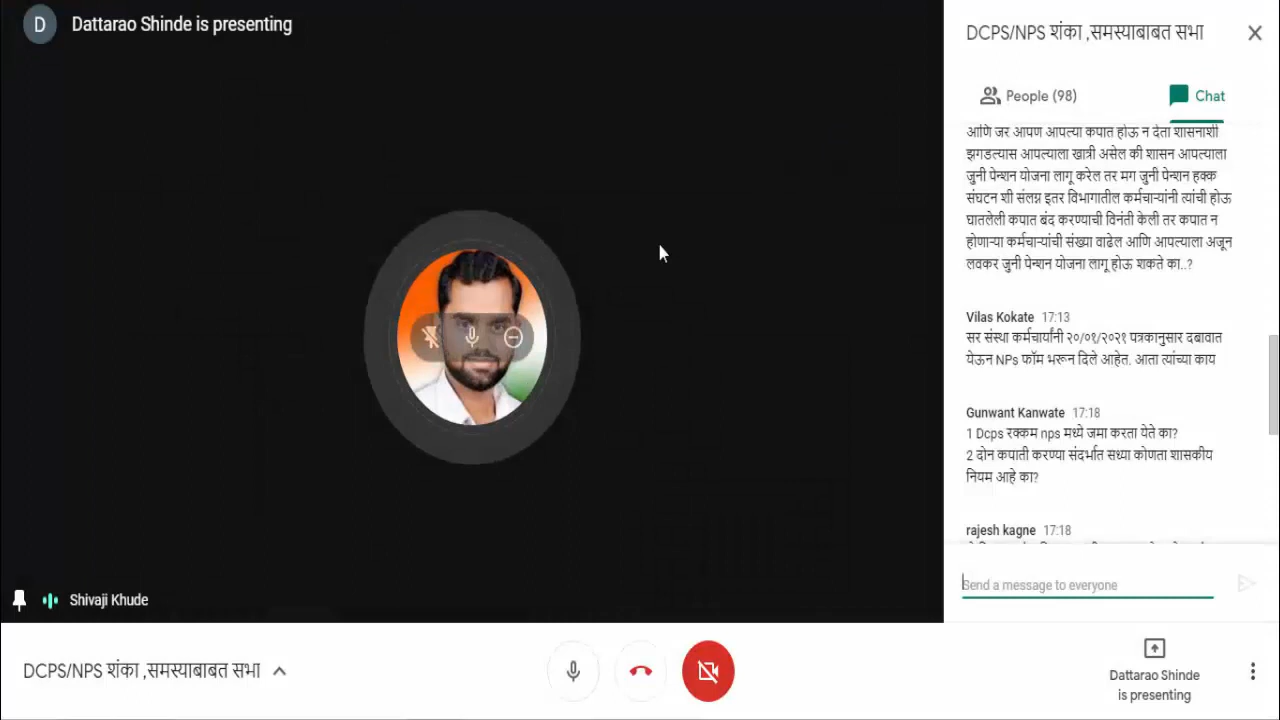 D
Dattarao Shinde is presenting
Shivaji Khude
DCPS/NPS शंका ,समस्याबाबत सभा
People (98)
Chat
आणि जर आपण आपल्या कपात होऊ न देता शासनाशी
झगडल्यास आपल्याला खात्री असेल की शासन आपल्याला
जुनी पेन्शन योजना लागू करेल तर मग जुनी पेन्शन हक्क
संघटन शी संलग्न इतर विभागातील कर्मचाऱ्यांनी त्यांची होऊ
घातलेली कपात बंद करण्याची विनंती केली तर कपात न
होणाऱ्या कर्मचाऱ्यांची संख्या वाढेल आणि आपल्याला अजून
लवकर जुनी पेन्शन योजना लागू होऊ शकते का..?
Vilas Kokate 17:13
सर संस्था कर्मचार्यांनी २०/०१/२०२१ पत्रकानुसार दबावात
येऊन NPs फॉम भरून दिले आहेत. आता त्यांच्या काय
Gunwant Kanwate 17:18
1 Dcps रक्कम nps मध्ये जमा करता येते का?
2 दोन कपाती करण्या संदर्भात सध्या कोणता शासकीय
नियम आहे का?
rajesh kagne 17:18
Send a message to everyone
DCPS/NPS शंका ,समस्याबाबत सभा
Dattarao Shinde
is presenting